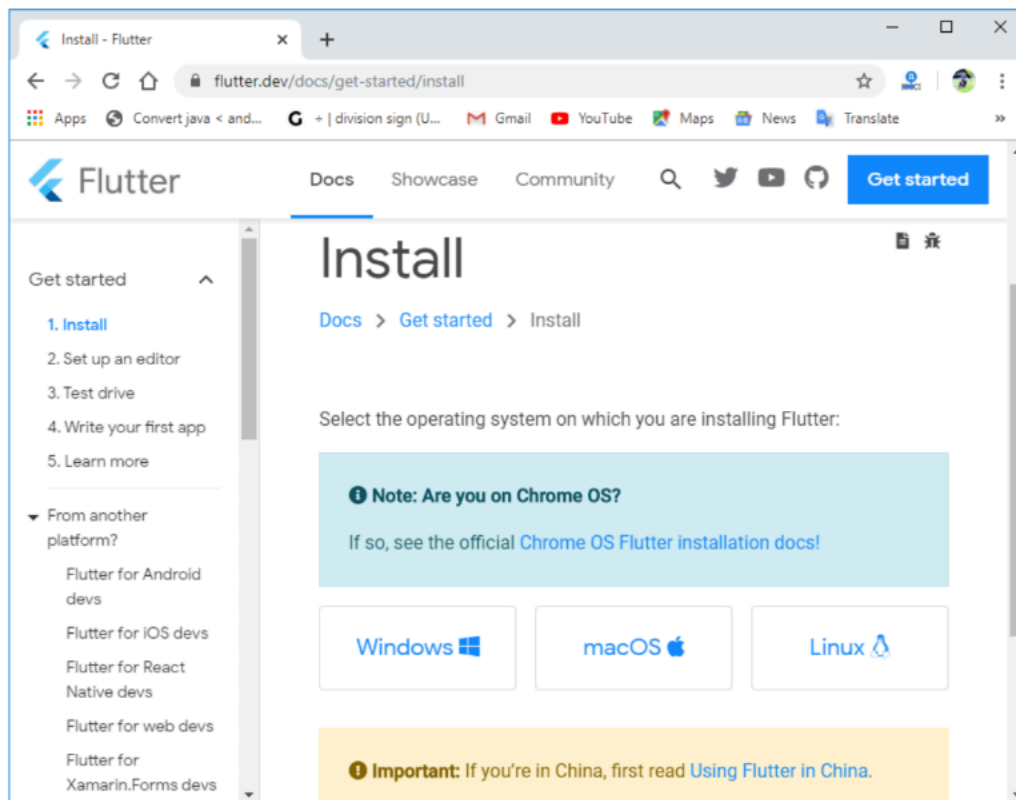 Install - Flutter
flutter.dev/docs/get-started/install
Apps Convert java < and... G ÷ | division sign (U... Gmail YouTube Maps News Translate »
Flutter Docs Showcase Community Get started
Get started
1. Install
2. Set up an editor
3. Test drive
4. Write your first app
5. Learn more
From another
platform?
Flutter for Android
devs
Flutter for iOS devs
Flutter for React
Native devs
Flutter for web devs
Flutter for
Xamarin.Forms devs
Install
Docs > Get started > Install
Select the operating system on which you are installing Flutter:
Note: Are you on Chrome OS?
If so, see the official Chrome OS Flutter installation docs!
Windows macOS Linux
Important: If you're in China, first read Using Flutter in China.